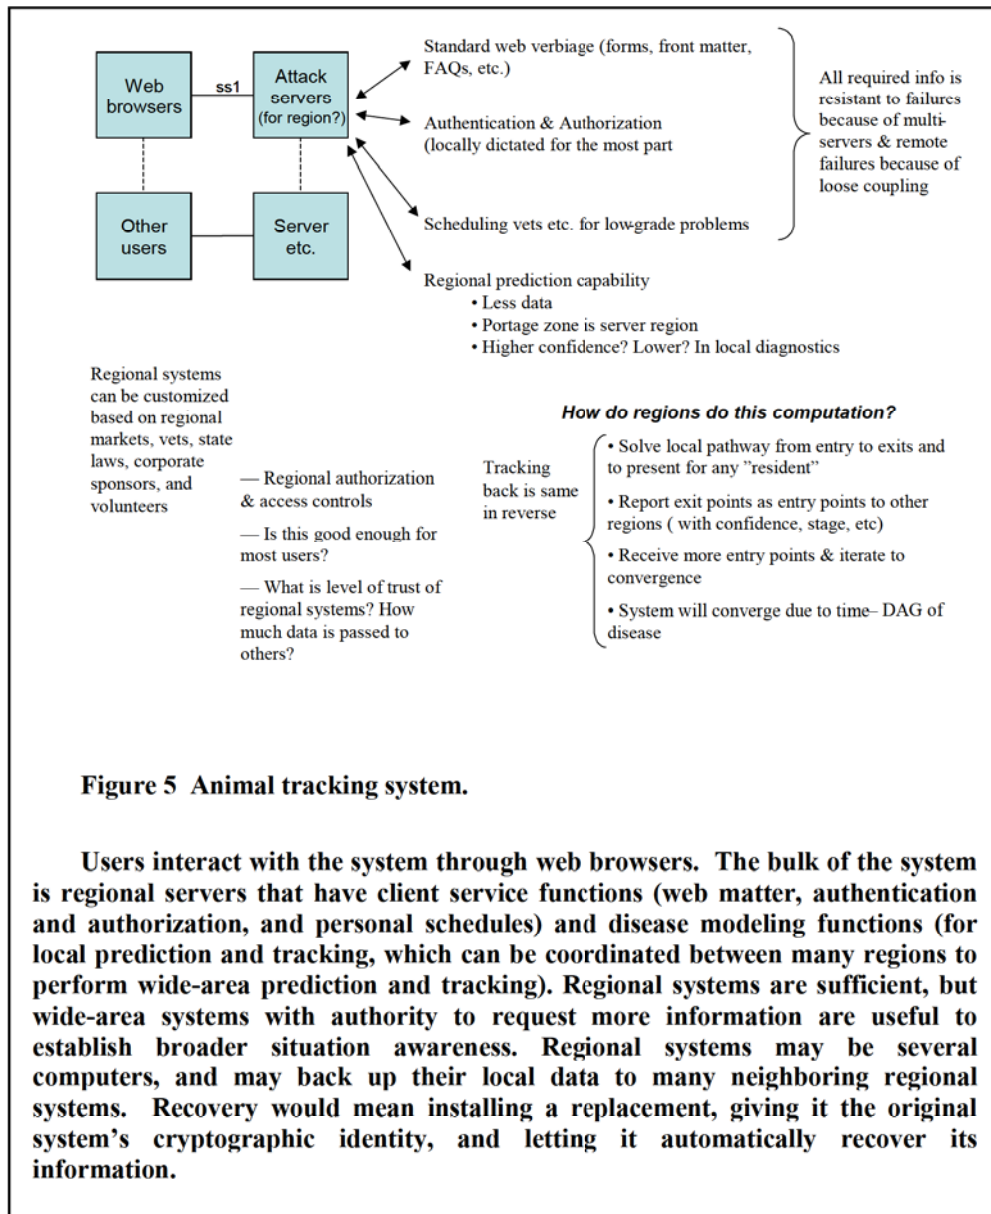 Web
browsers
ss1
Attack
servers
(for region?)
Other
users
Server
etc.
Standard web verbiage (forms, front matter,
FAQs, etc.)
Authentication & Authorization
(locally dictated for the most part
Scheduling vets etc. for low-grade problems
All required info is
resistant to failures
because of multi-
servers & remote
failures because of
loose coupling
Regional prediction capability
• Less data
• Portage zone is server region
• Higher confidence? Lower? In local diagnostics
Regional systems
can be customized
based on regional
markets, vets, state
laws, corporate
sponsors, and
volunteers
— Regional authorization
& access controls
— Is this good enough for
most users?
— What is level of trust of
regional systems? How
much data is passed to
others?
How do regions do this computation?
Tracking
back is same
in reverse
• Solve local pathway from entry to exits and
to present for any ”resident”
• Report exit points as entry points to other
regions ( with confidence, stage, etc)
• Receive more entry points & iterate to
convergence
• System will converge due to time– DAG of
disease
Figure 5 Animal tracking system.
Users interact with the system through web browsers. The bulk of the system
is regional servers that have client service functions (web matter, authentication
and authorization, and personal schedules) and disease modeling functions (for
local prediction and tracking, which can be coordinated between many regions to
perform wide-area prediction and tracking). Regional systems are sufficient, but
wide-area systems with authority to request more information are useful to
establish broader situation awareness. Regional systems may be several
computers, and may back up their local data to many neighboring regional
systems. Recovery would mean installing a replacement, giving it the original
system's cryptographic identity, and letting it automatically recover its
information.